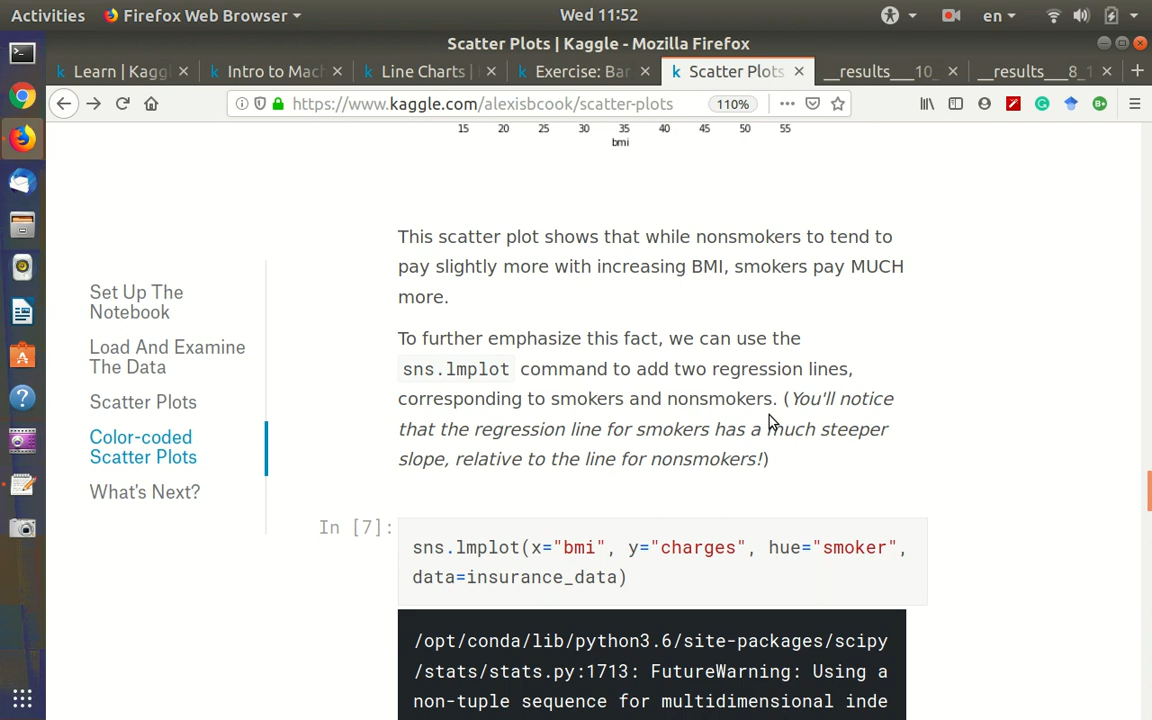 Activities
Firefox Web Browser
Wed 11:52
en
Scatter Plots | Kaggle - Mozilla Firefox
Learn | Kaggl
Intro to Mach
Line Charts |
Exercise: Bar
Scatter Plots
__results___10_
__results___8_1
https://www.kaggle.com/alexisbcook/scatter-plots
110%
15 20 25 30 35 40 45 50 55
bmi
This scatter plot shows that while nonsmokers to tend to
pay slightly more with increasing BMI, smokers pay MUCH
more.
To further emphasize this fact, we can use the
sns.lmplot command to add two regression lines,
corresponding to smokers and nonsmokers. (You'll notice
that the regression line for smokers has a much steeper
slope, relative to the line for nonsmokers!)
Set Up The
Notebook
Load And Examine
The Data
Scatter Plots
Color-coded
Scatter Plots
What's Next?
In [7]:
sns.lmplot(x="bmi", y="charges", hue="smoker",
data=insurance_data)
/opt/conda/lib/python3.6/site-packages/scipy
/stats/stats.py:1713: FutureWarning: Using a
non-tuple sequence for multidimensional inde